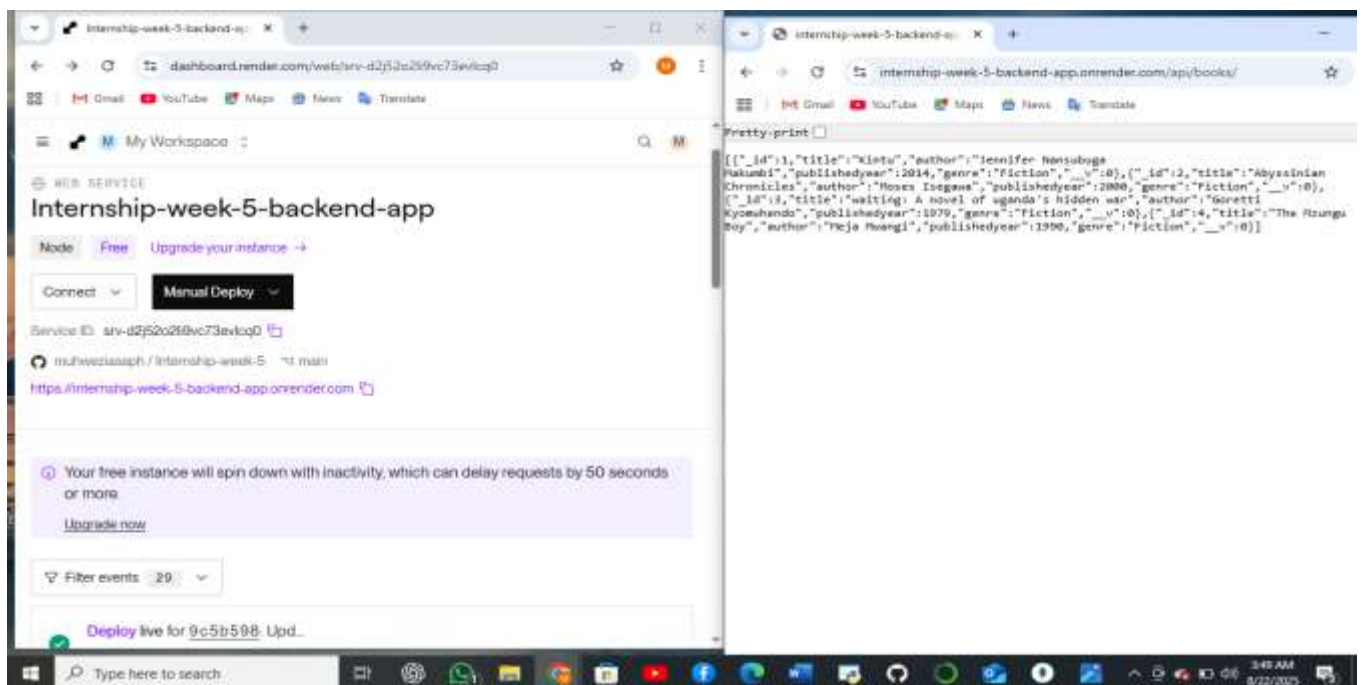 Internship-week-5-backend-ap
dashboard.render.com/web/
Gmail YouTube Maps News Translate
M My Workspace
M
WEB SERVICE
Internship-week-5-backend-app
Node Free Upgrade your instance →
Connect Manual Deploy
Service ID:
/ Internship-week-5 main
https://internship-week-5-backend-app.onrender.com
Your free instance will spin down with inactivity, which can delay requests by 50 seconds
or more.
Upgrade now
Filter events 29
Deploy live for 9c5b598: Upd...
internship-week-5-backend-ap
internship-week-5-backend-app.onrender.com/api/books/
Gmail YouTube Maps News Translate
Pretty-print
[{"_id":1,"title":"Kintu","author":"Jennifer Nansubuga
Makumbi","publishedyear":2014,"genre":"Fiction","__v":0},{"_id":2,"title":"Abyssinian
Chronicles","author":"Moses Isegawa","publishedyear":2000,"genre":"Fiction","__v":0},
{"_id":3,"title":"waiting: A novel of uganda's hidden war","author":"Goretti
Kyomuhendo","publishedyear":1979,"genre":"Fiction","__v":0},{"_id":4,"title":"The Mzungu
Boy","author":"Meja Mwangi","publishedyear":1990,"genre":"Fiction","__v":0}]
Type here to search
3:49 AM
8/22/2025